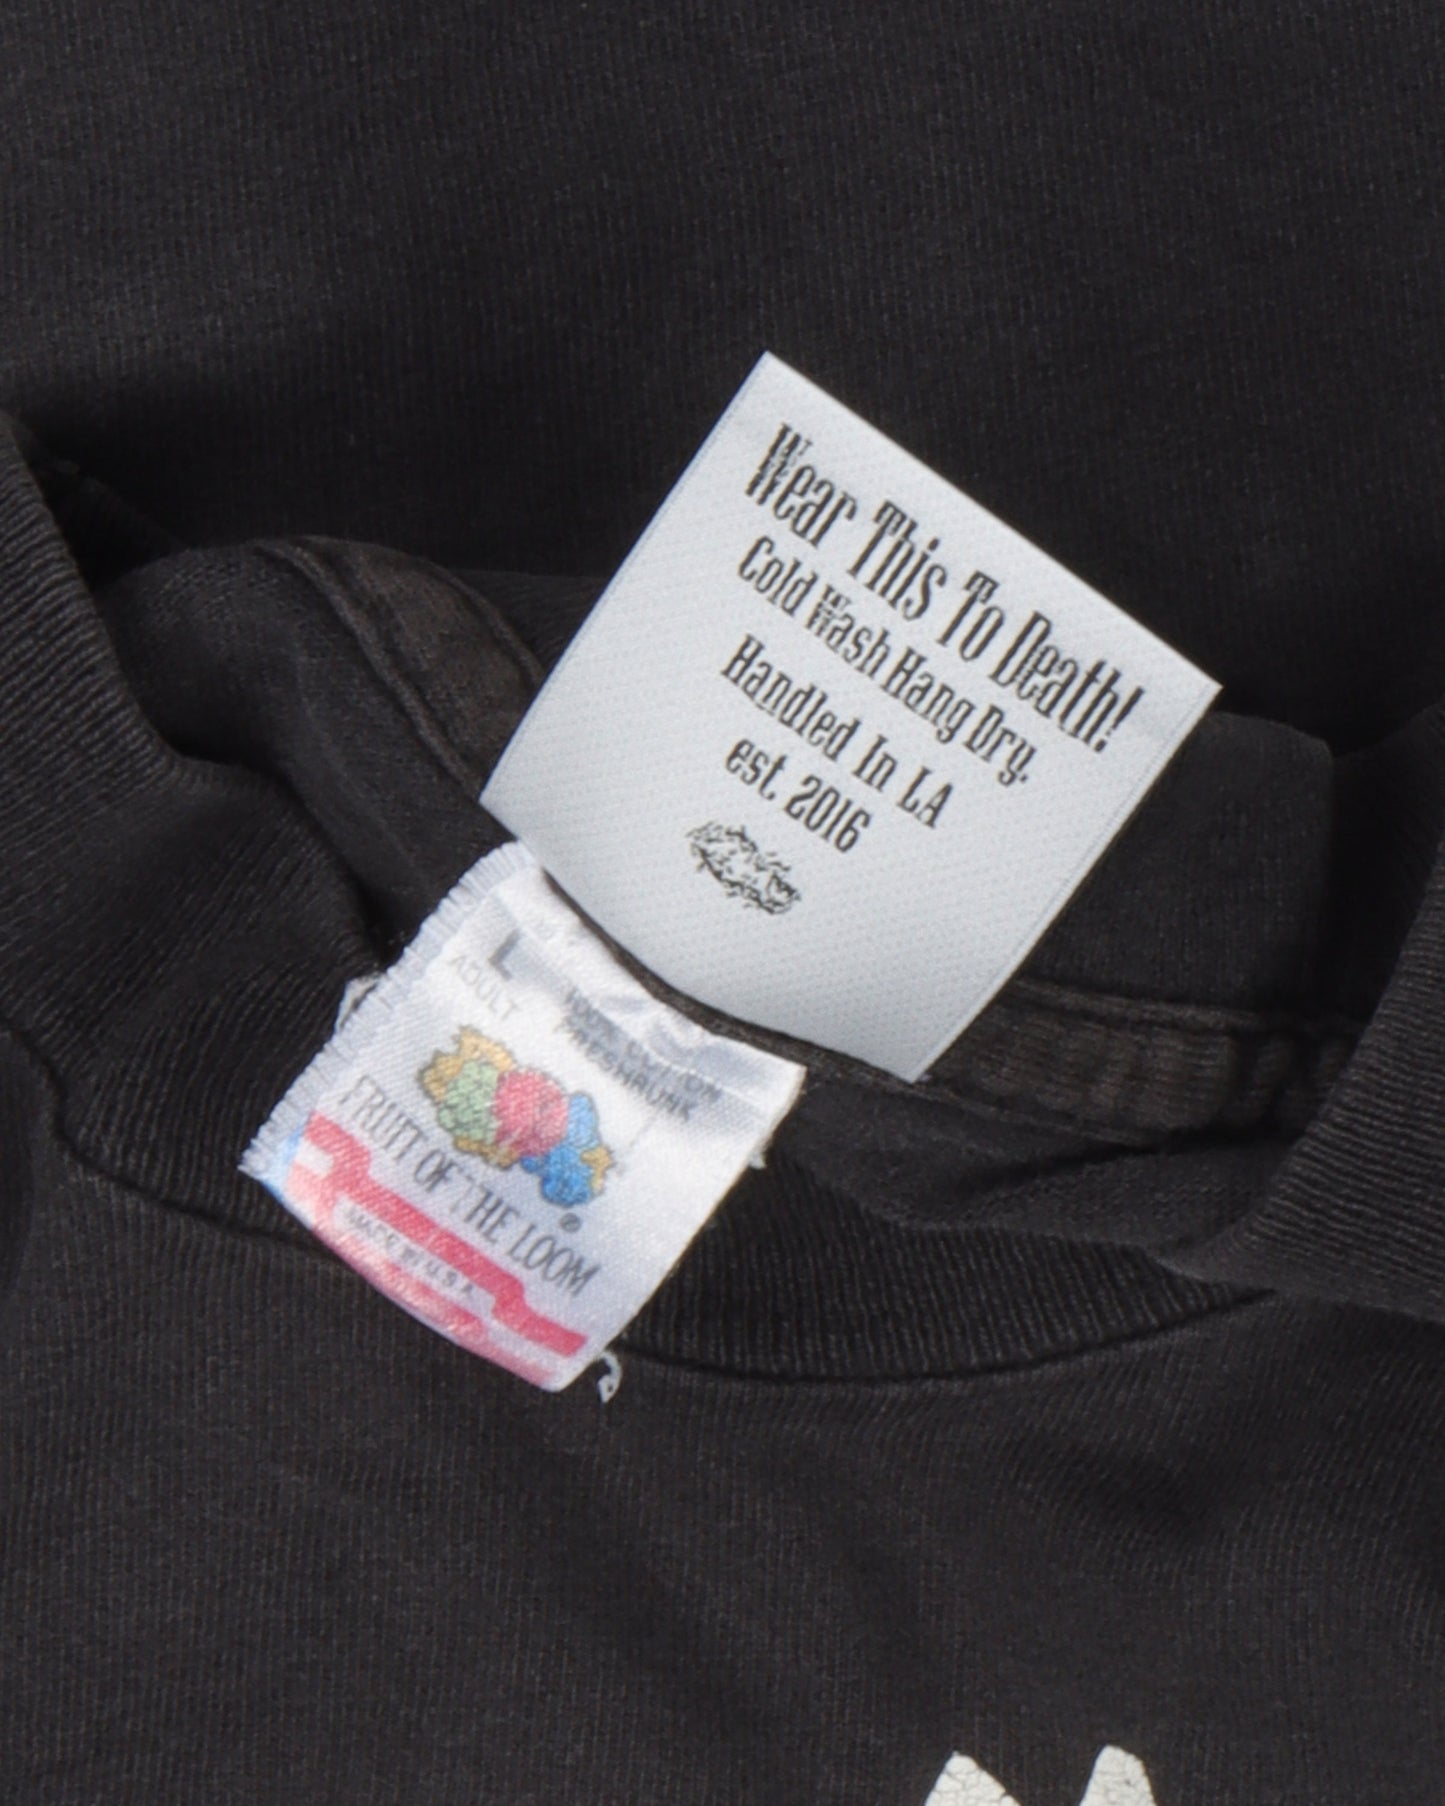 Wear This To Death!
Cold Wash Hang Dry.
Handled In LA
est. 2016
L
ADULT
100% COTTON
PRESHRUNK
FRUIT OF THE LOOM
®
MADE IN U.S.A.